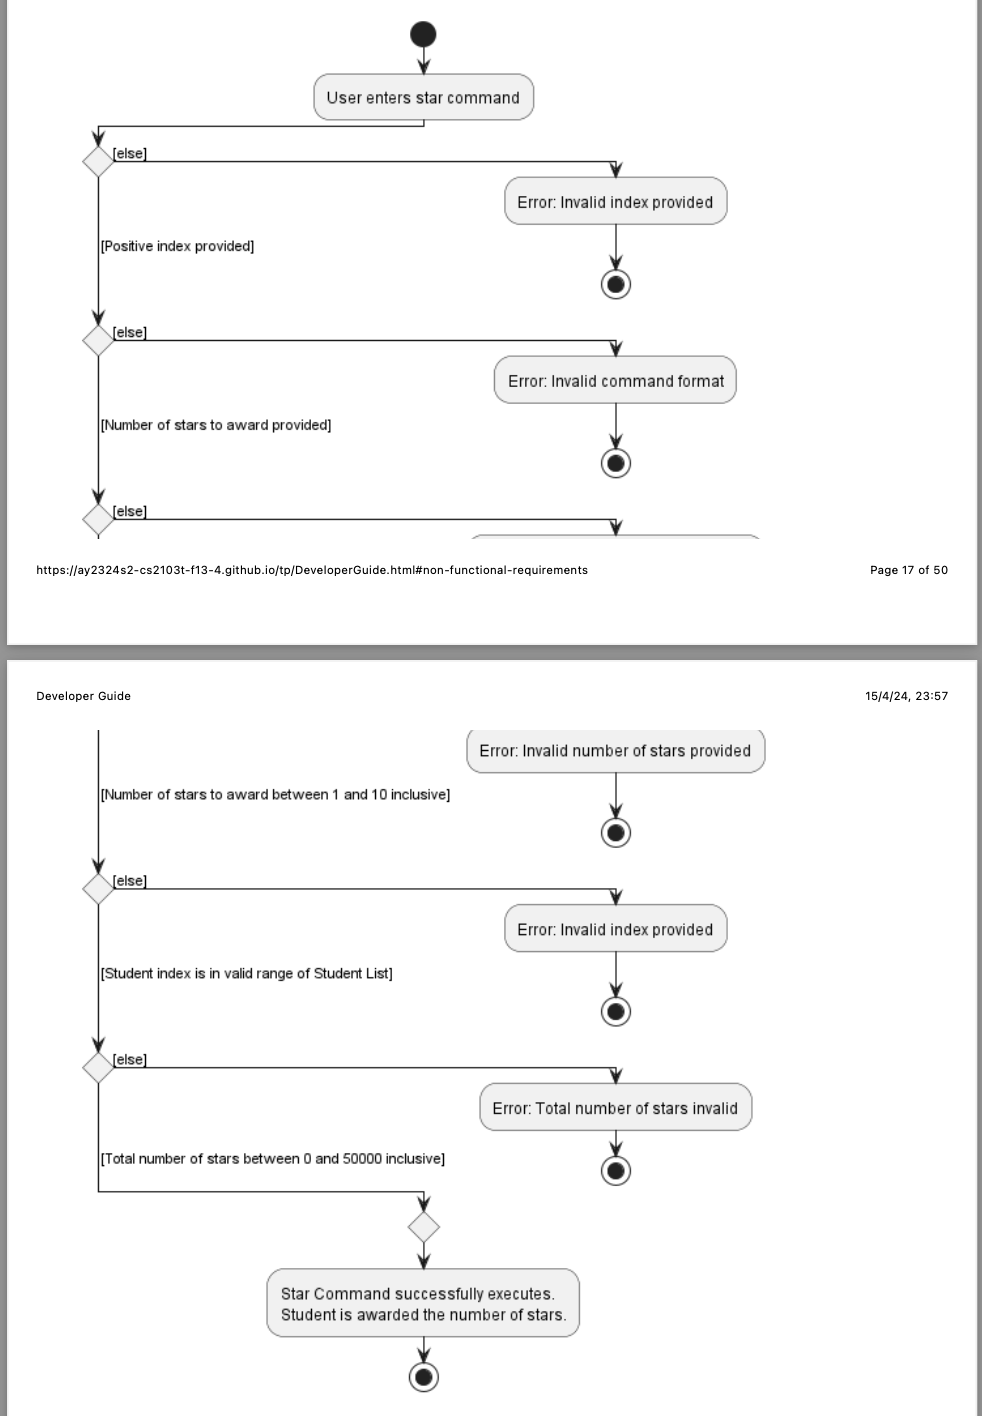 User enters star command
[else]
Error: Invalid index provided
[Positive index provided]
[else]
Error: Invalid command format
[Number of stars to award provided]
[else]
https://ay2324s2-cs2103t-f13-4.github.io/tp/DeveloperGuide.html#non-functional-requirements
Page 17 of 50
Developer Guide
15/4/24, 23:57
Error: Invalid number of stars provided
[Number of stars to award between 1 and 10 inclusive]
[else]
Error: Invalid index provided
[Student index is in valid range of Student List]
[else]
Error: Total number of stars invalid
[Total number of stars between 0 and 50000 inclusive]
Star Command successfully executes.
Student is awarded the number of stars.